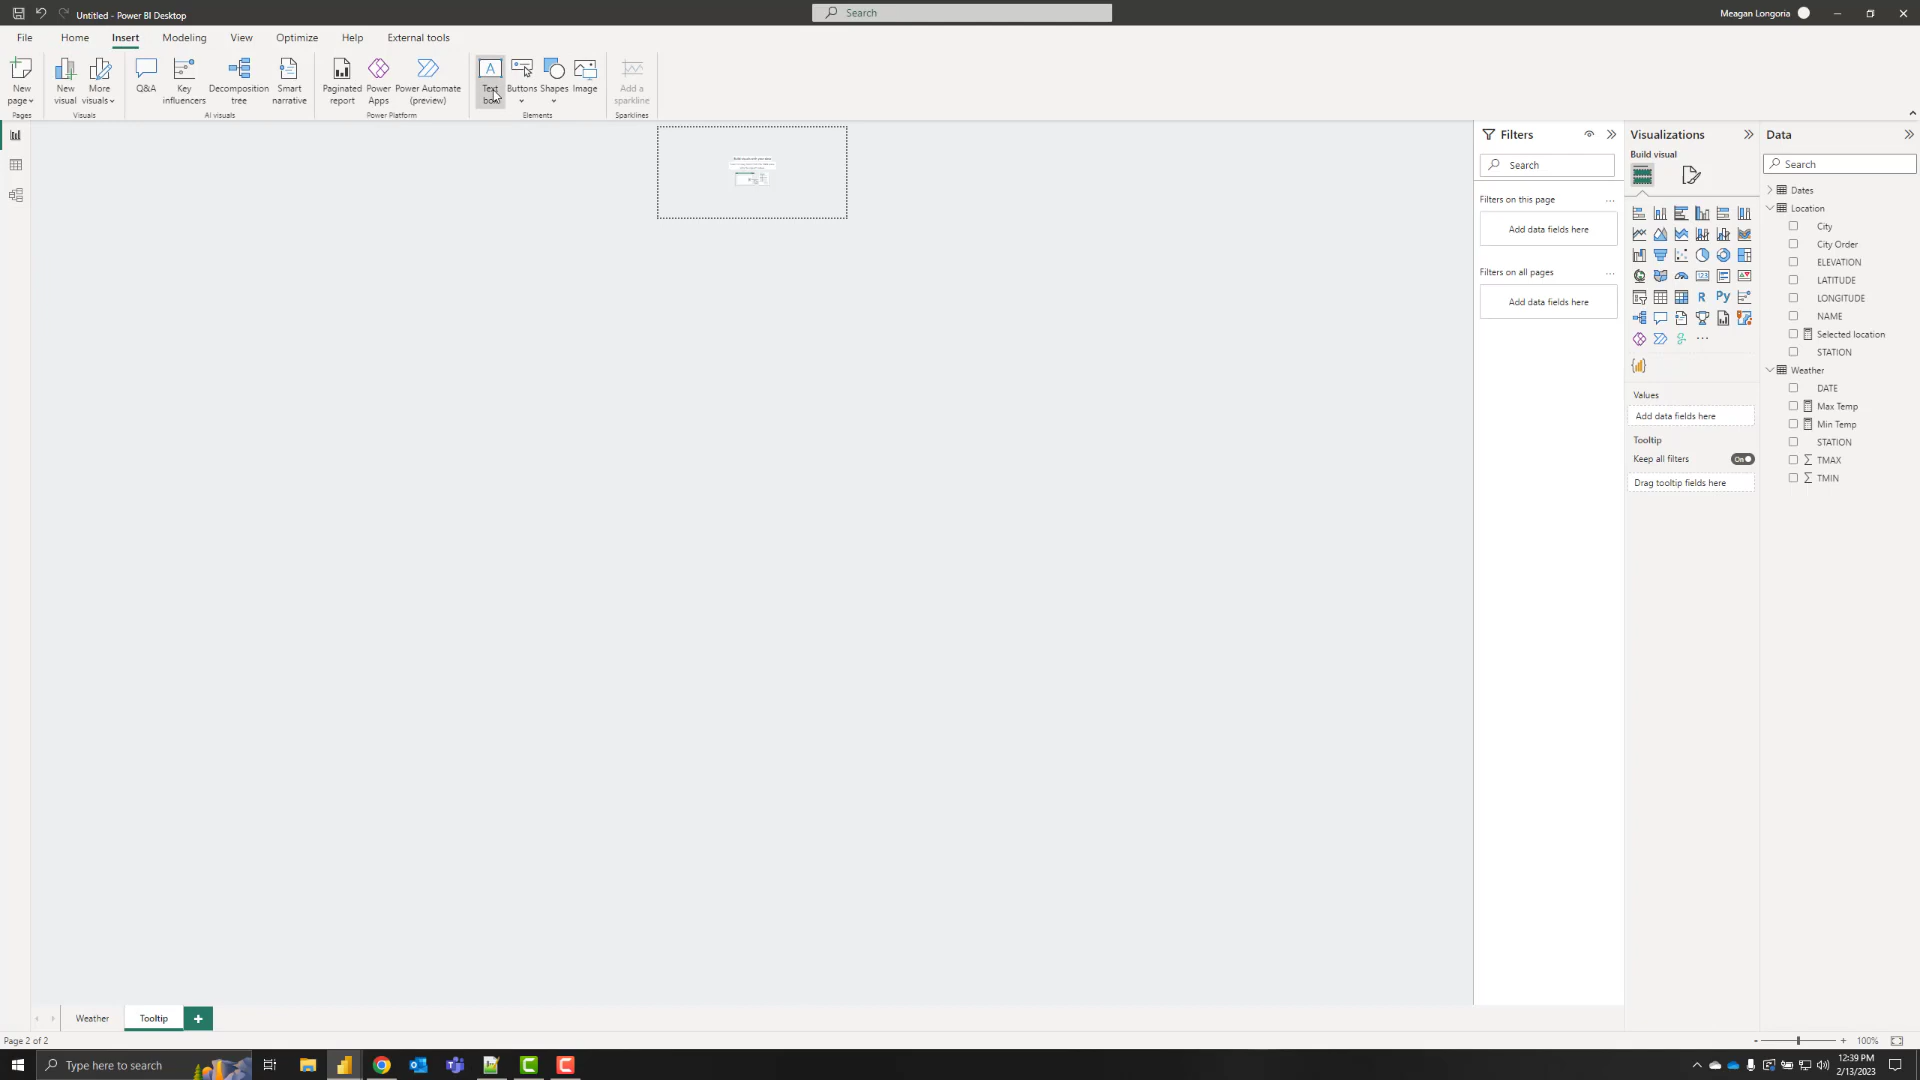 Untitled - Power BI Desktop
Search
Meagan Longoria
File
Home
Insert
Modeling
View
Optimize
Help
External tools
New page
New visual
More visuals
Q&A
Key influencers
Decomposition tree
Smart narrative
Paginated report
Power Apps
Power Automate (preview)
Text box
Buttons
Shapes
Image
Add a sparkline
Pages
Visuals
AI visuals
Power Platform
Elements
Sparklines
Filters
Search
Filters on this page
Add data fields here
Filters on all pages
Add data fields here
Visualizations
Build visual
123
R
Py
Values
Add data fields here
Tooltip
Keep all filters
On
Drag tooltip fields here
Data
Search
Dates
Location
City
City Order
ELEVATION
LATITUDE
LONGITUDE
NAME
Selected location
STATION
Weather
DATE
Max Temp
Min Temp
STATION
TMAX
TMIN
Weather
Tooltip
Page 2 of 2
100%
Type here to search
12:39 PM
2/13/2023